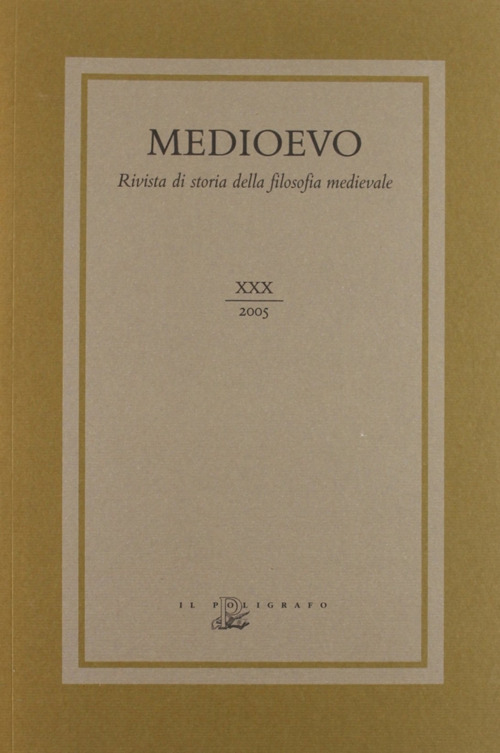 MEDIOEVO
Rivista di storia della filosofia medievale
XXX
2005
IL POLIGRAFO